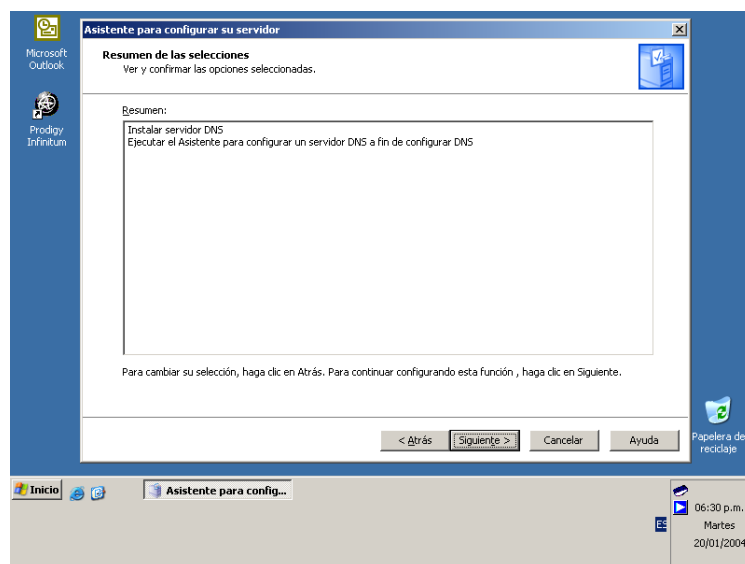 Microsoft
Outlook
Prodigy
Infinitum
Asistente para configurar su servidor
Resumen de las selecciones
Ver y confirmar las opciones seleccionadas.
Resumen:
Instalar servidor DNS
Ejecutar el Asistente para configurar un servidor DNS a fin de configurar DNS
Para cambiar su selección, haga clic en Atrás. Para continuar configurando esta función , haga clic en Siguiente.
< Atrás Siguiente > Cancelar Ayuda
Papelera de
reciclaje
Inicio Asistente para config...
ES
06:30 p.m.
Martes
20/01/2004